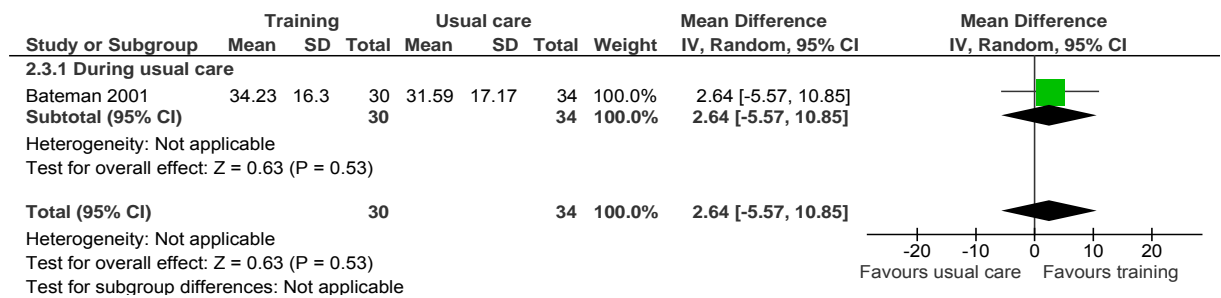 Training Usual care Mean Difference Mean Difference
Study or Subgroup Mean SD Total Mean SD Total Weight IV, Random, 95% CI IV, Random, 95% CI
2.3.1 During usual care
Bateman 2001 34.23 16.3 30 31.59 17.17 34 100.0% 2.64 [-5.57, 10.85]
Subtotal (95% CI) 30 34 100.0% 2.64 [-5.57, 10.85]
Heterogeneity: Not applicable
Test for overall effect: Z = 0.63 (P = 0.53)
Total (95% CI) 30 34 100.0% 2.64 [-5.57, 10.85]
Heterogeneity: Not applicable
Test for overall effect: Z = 0.63 (P = 0.53)
Test for subgroup differences: Not applicable
-20 -10 0 10 20
Favours usual care Favours training